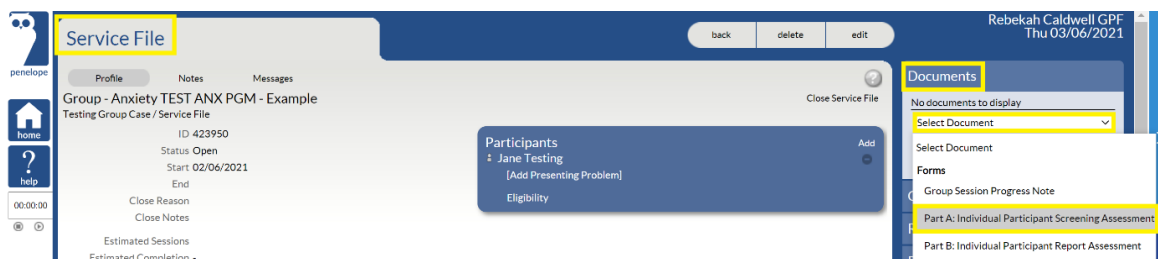 Rebekah Caldwell GPF
Thu 03/06/2021
penelope
home
help
00:00:00
Service File
back
delete
edit
Profile
Notes
Messages
Group - Anxiety TEST ANX PGM - Example
Close Service File
Testing Group Case / Service File
ID 423950
Status Open
Start 02/06/2021
End
Close Reason
Close Notes
Estimated Sessions
Estimated Completion -
Participants
Add
Jane Testing
[Add Presenting Problem]
Eligibility
Documents
No documents to display
Select Document
Select Document
Forms
Group Session Progress Note
Part A: Individual Participant Screening Assessment
Part B: Individual Participant Report Assessment